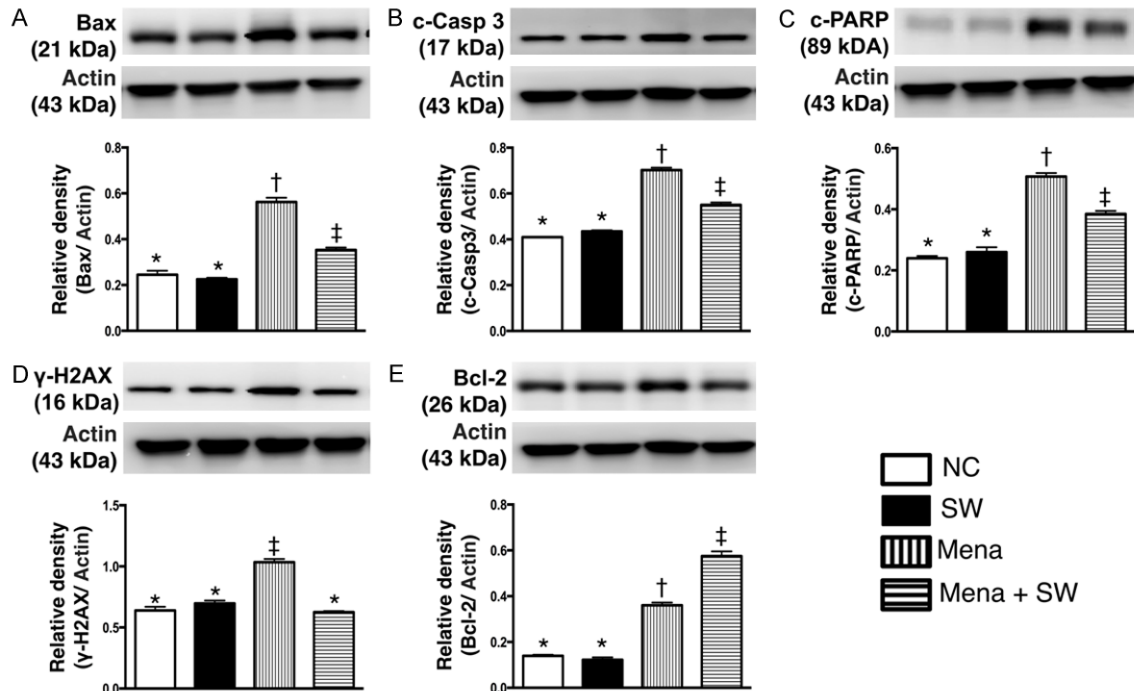 A
Bax
(21 kDa)
Actin
(43 kDa)
Relative density
(Bax/ Actin)
0.8
0.6
0.4
0.2
0.0
*
*
†
‡
B
c-Casp 3
(17 kDa)
Actin
(43 kDa)
Relative density
(c-Casp3/ Actin)
0.8
0.6
0.4
0.2
0.0
*
*
†
‡
C
c-PARP
(89 kDA)
Actin
(43 kDa)
Relative density
(c-PARP/ Actin)
0.6
0.4
0.2
0.0
*
*
†
‡
D
γ-H2AX
(16 kDa)
Actin
(43 kDa)
Relative density
(γ-H2AX/ Actin)
1.5
1.0
0.5
0.0
*
*
‡
*
E
Bcl-2
(26 kDa)
Actin
(43 kDa)
Relative density
(Bcl-2/ Actin)
0.8
0.6
0.4
0.2
0.0
*
*
†
‡
NC
SW
Mena
Mena + SW